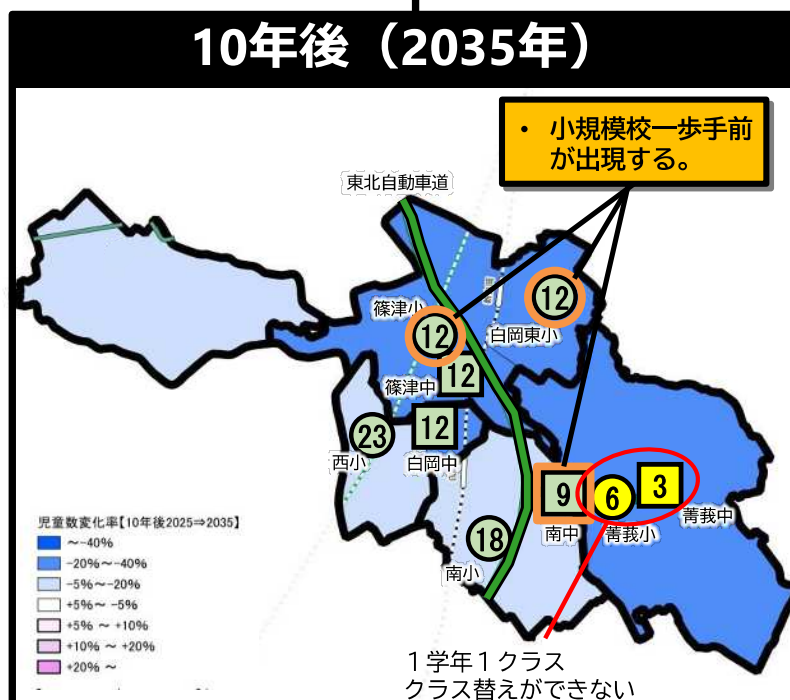 10年後（2035年）
・ 小規模校一歩手前
が出現する。
東北自動車道
12
白岡東小
篠津小
12
篠津中
12
23
西小
12
白岡中
9
南中
6
菁莪小
3
菁莪中
18
南小
児童数変化率【10年後2025⇒2035】
～-40%
-20%～-40%
-5%～-20%
+5%～ -5%
+5% ～ +10%
+10% ～ +20%
+20% ～
１学年１クラス
クラス替えができない